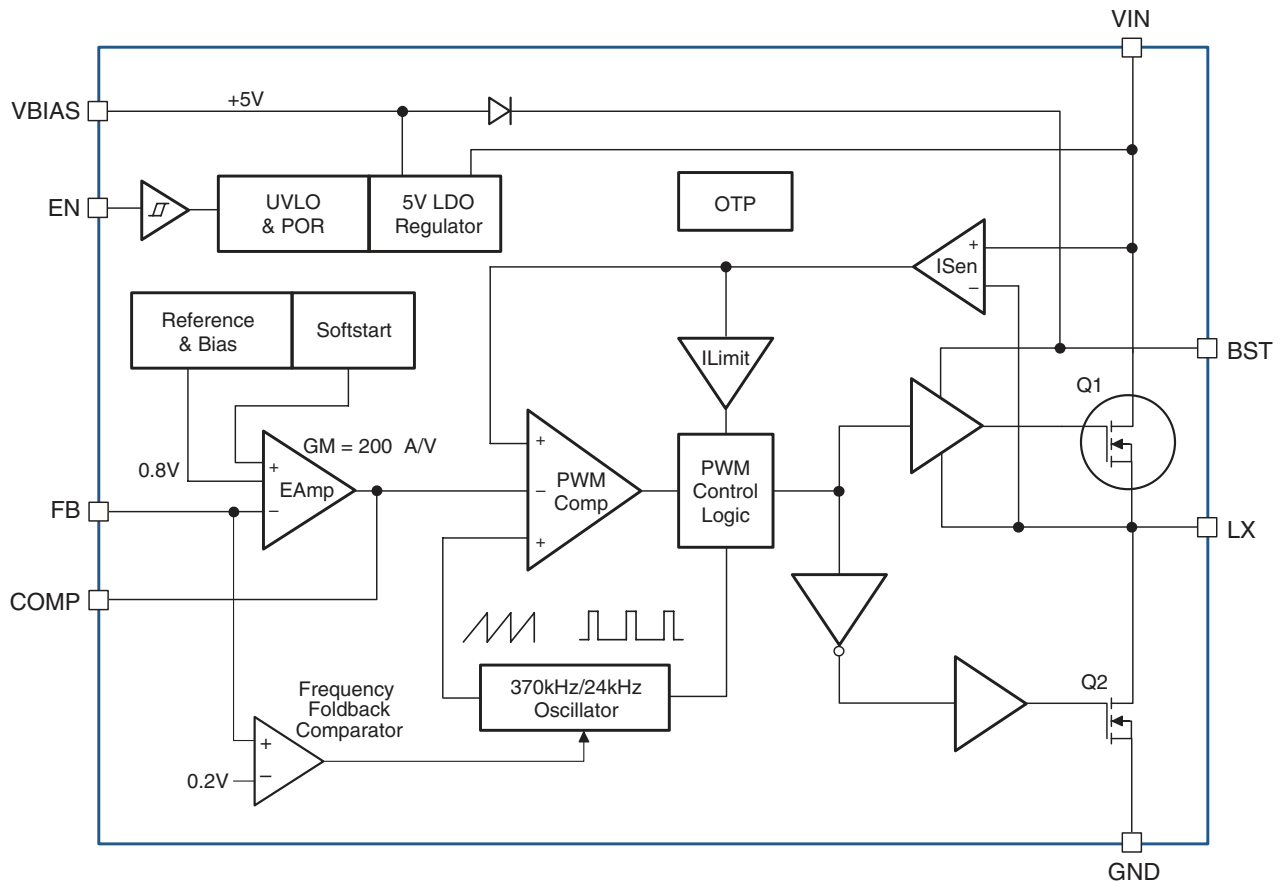 VIN
VBIAS
+5V
EN
UVLO
& POR
5V LDO
Regulator
OTP
+
ISen
–
Reference
& Bias
Softstart
ILimit
BST
Q1
GM = 200 A/V
0.8V
+
EAmp
–
+
–
PWM
Comp
+
PWM
Control
Logic
FB
LX
COMP
370kHz/24kHz
Oscillator
Frequency
Foldback
Comparator
+
0.2V
–
Q2
GND